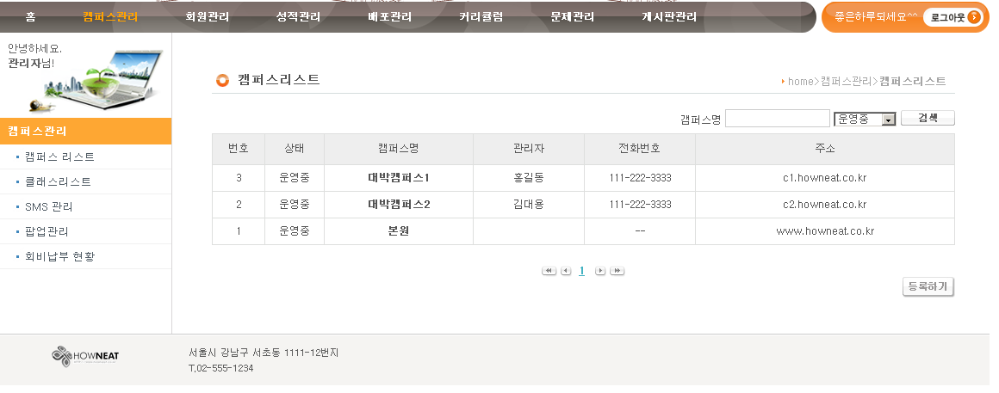 홈 캠퍼스관리 회원관리 성적관리 배포관리 커리큘럼 문제관리 게시판관리 좋은하루되세요^^ 로그아웃
안녕하세요.
관리자님!
캠퍼스관리
캠퍼스 리스트
클래스리스트
SMS 관리
팝업관리
회비납부 현황
캠퍼스리스트
home>캠퍼스관리>캠퍼스리스트
캠퍼스명 운영중 검색
번호 상태 캠퍼스명 관리자 전화번호 주소
3 운영중 대박캠퍼스1 홍길동 111-222-3333 c1.howneat.co.kr
2 운영중 대박캠퍼스2 김대용 111-222-3333 c2.howneat.co.kr
1 운영중 본원 -- www.howneat.co.kr
1
등록하기
HOWNEAT
서울시 강남구 서초동 1111-12번지
T.02-555-1234